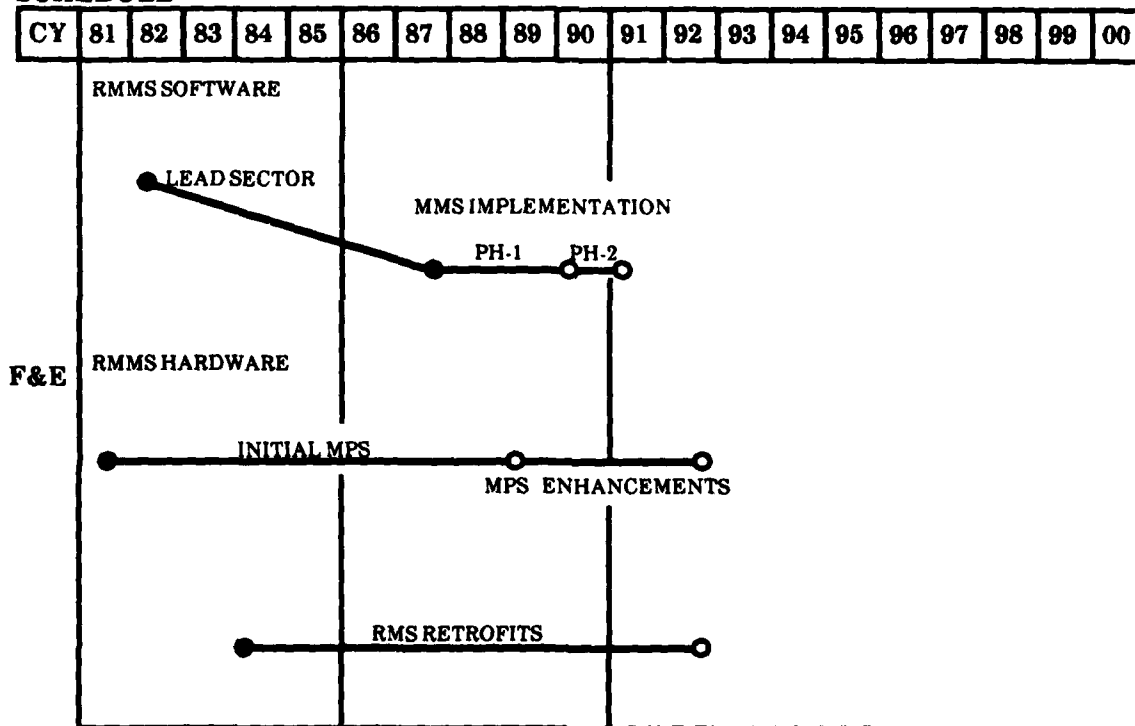 CY 81 82 83 84 85 86 87 88 89 90 91 92 93 94 95 96 97 98 99 00
RMMS SOFTWARE
LEAD SECTOR
MMS IMPLEMENTATION
PH-1 PH-2
RMMS HARDWARE
F&E
INITIAL MPS
MPS ENHANCEMENTS
RMS RETROFITS